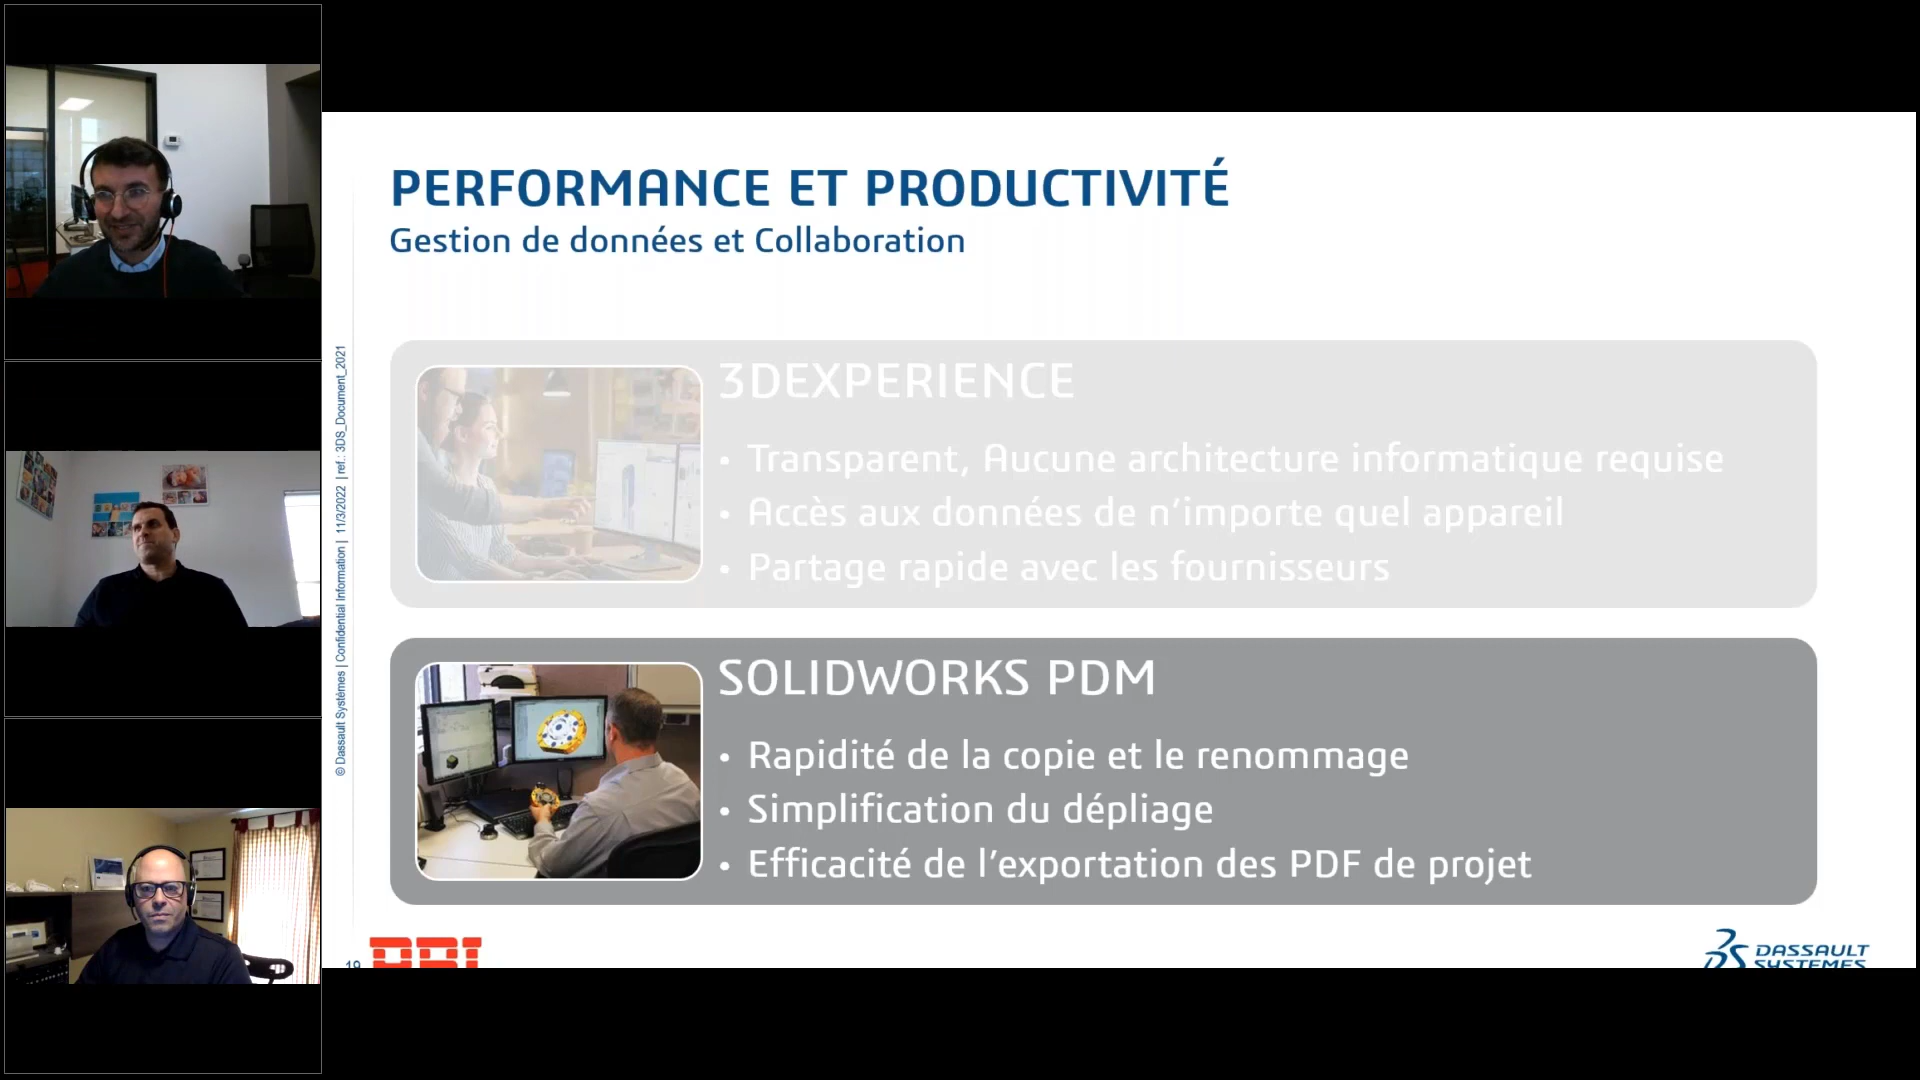 PERFORMANCE ET PRODUCTIVITÉ
Gestion de données et Collaboration
© Dassault Systèmes | Confidential Information | 11/3/2022 | ref.: 3DS_Document_2021
3DEXPERIENCE
• Transparent, Aucune architecture informatique requise
• Accès aux données de n’importe quel appareil
• Partage rapide avec les fournisseurs
SOLIDWORKS PDM
• Rapidité de la copie et le renommage
• Simplification du dépliage
• Efficacité de l’exportation des PDF de projet
DASSAULT
SYSTEMES